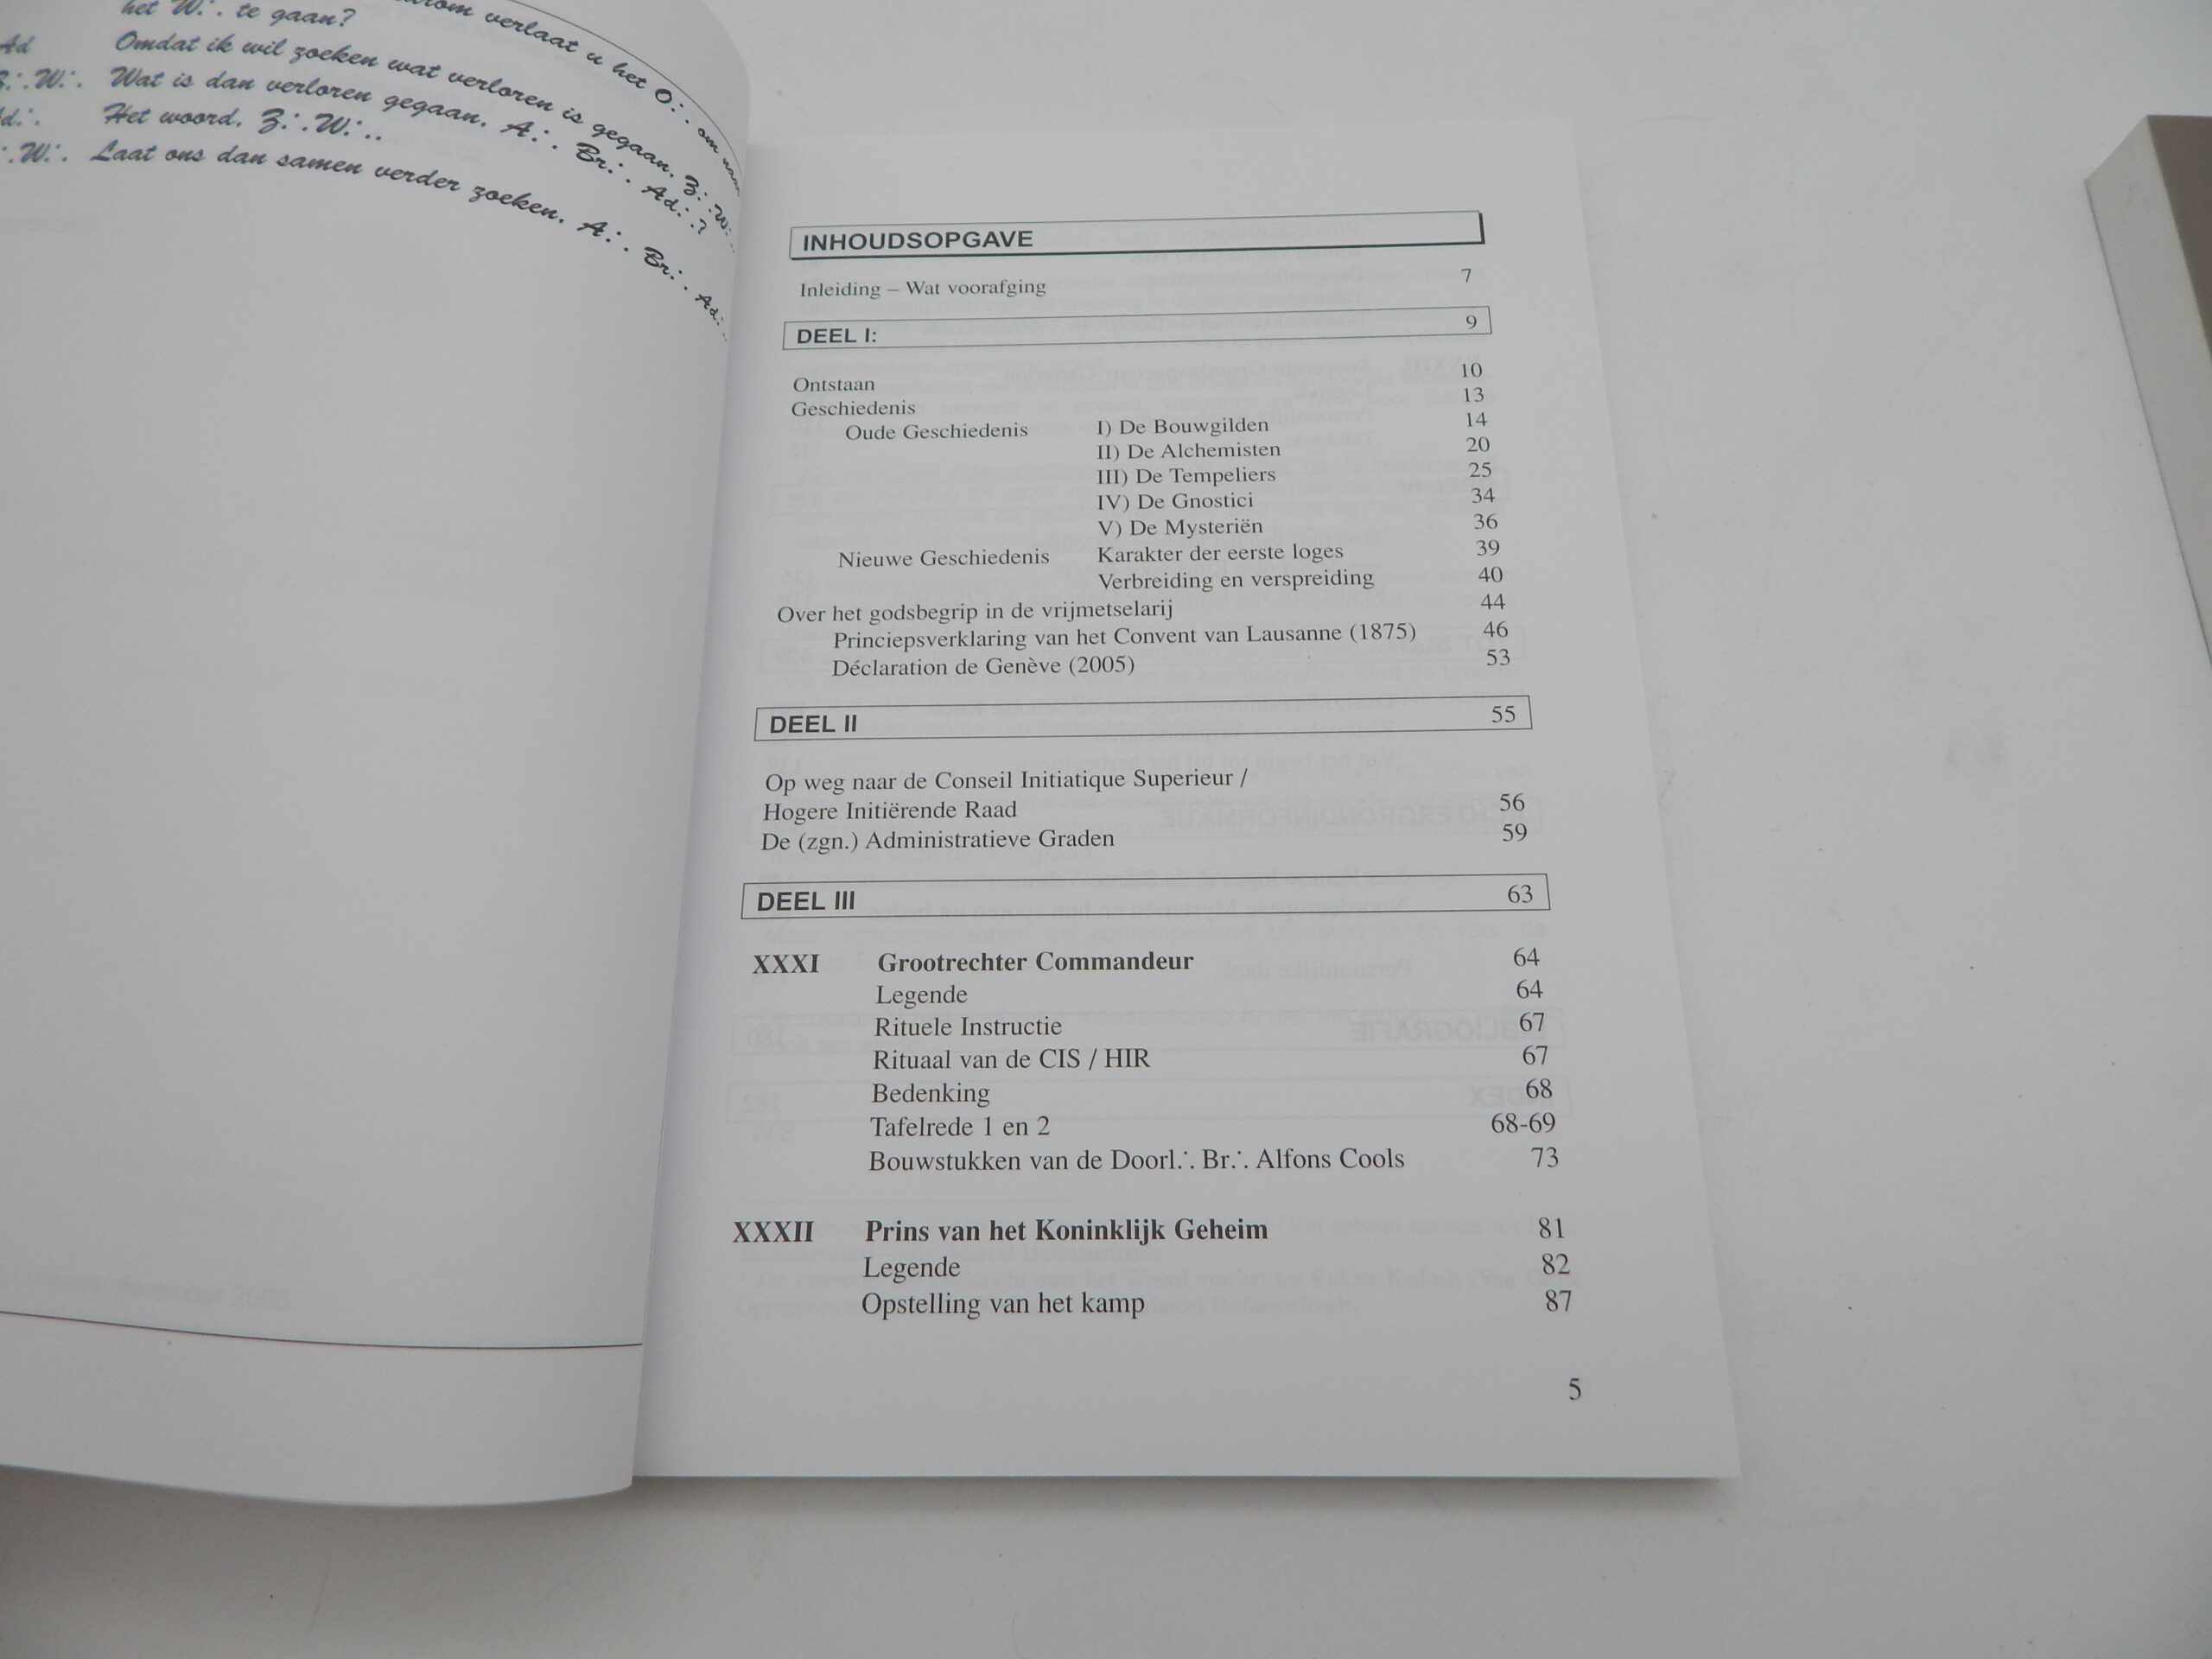 verlaat u het O∴ om naar
het W∴ te gaan?
Ad Omdat ik wil zoeken wat verloren is gegaan. Z∴W∴
Z∴W∴ Wat is dan verloren gegaan. A∴ Br∴ Ad∴?
Ad∴ Het woord. Z∴W∴.
∴W∴ Laat ons dan samen verder zoeken. A∴ Br∴ Ad∴
INHOUDSOPGAVE
Inleiding – Wat voorafging 7
DEEL I: 9
Ontstaan 10
Geschiedenis 13
Oude Geschiedenis I) De Bouwgilden 14
II) De Alchemisten 20
III) De Tempeliers 25
IV) De Gnostici 34
V) De Mysteriën 36
Nieuwe Geschiedenis Karakter der eerste loges 39
Verbreiding en verspreiding 40
Over het godsbegrip in de vrijmetselarij 44
Princiepsverklaring van het Convent van Lausanne (1875) 46
Déclaration de Genève (2005) 53
DEEL II 55
Op weg naar de Conseil Initiatique Superieur /
Hogere Initiërende Raad 56
De (zgn.) Administratieve Graden 59
DEEL III 63
XXXI Grootrechter Commandeur 64
Legende 64
Rituele Instructie 67
Rituaal van de CIS / HIR 67
Bedenking 68
Tafelrede 1 en 2 68-69
Bouwstukken van de Doorl∴ Br∴ Alfons Cools 73
XXXII Prins van het Koninklijk Geheim 81
Legende 82
Opstelling van het kamp 87
5